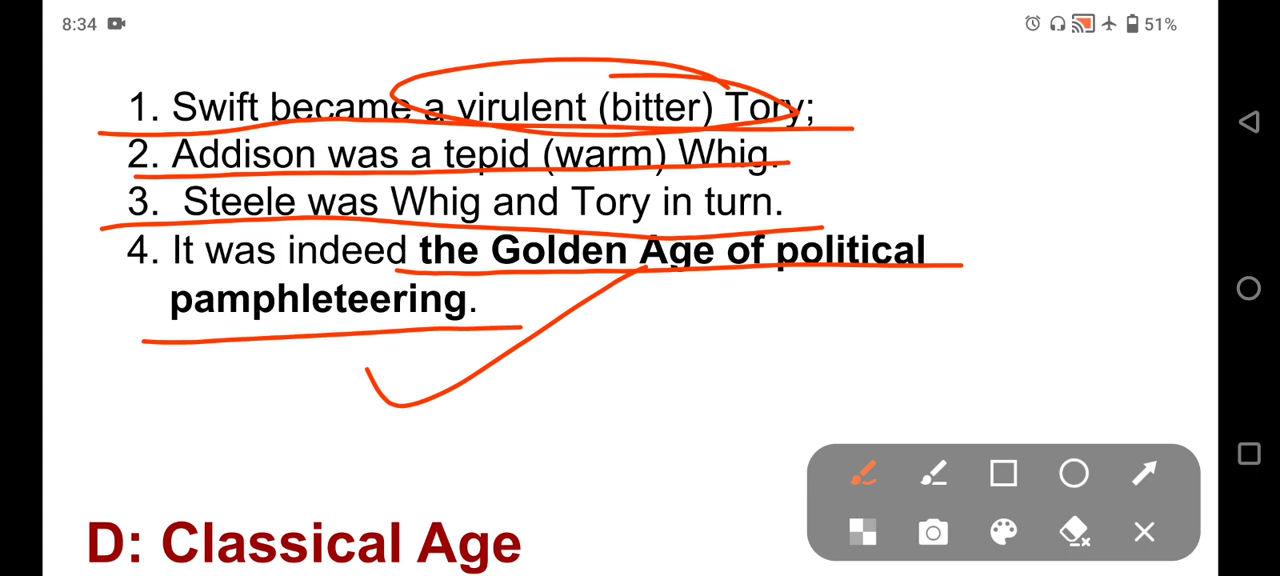 8:34 51%
1. Swift became a virulent (bitter) Tory;
2. Addison was a tepid (warm) Whig.
3. Steele was Whig and Tory in turn.
4. It was indeed the Golden Age of political
pamphleteering.
D: Classical Age